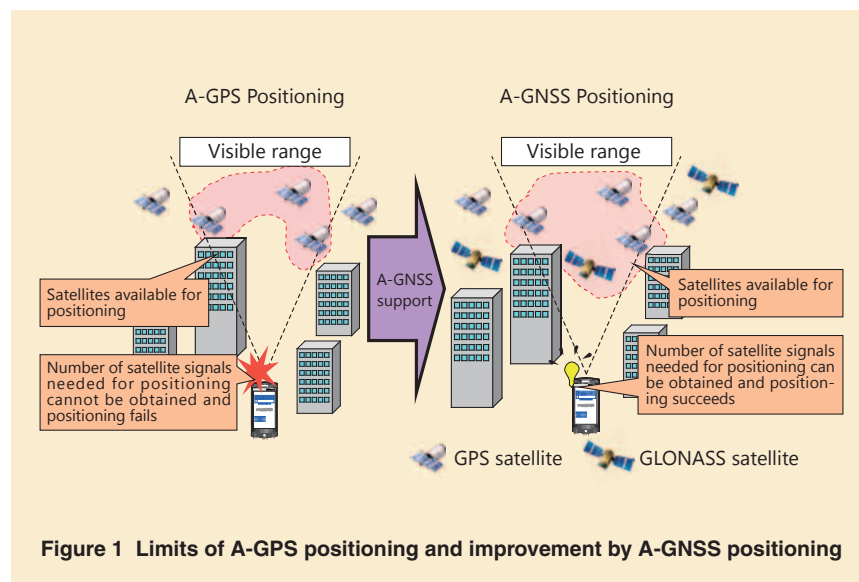 A-GPS Positioning
Visible range
Satellites available for
positioning
Number of satellite signals
needed for positioning
cannot be obtained and
positioning fails
A-GNSS
support
A-GNSS Positioning
Visible range
Satellites available for
positioning
Number of satellite signals
needed for positioning can
be obtained and position-
ing succeeds
GPS satellite
GLONASS satellite
Figure 1 Limits of A-GPS positioning and improvement by A-GNSS positioning